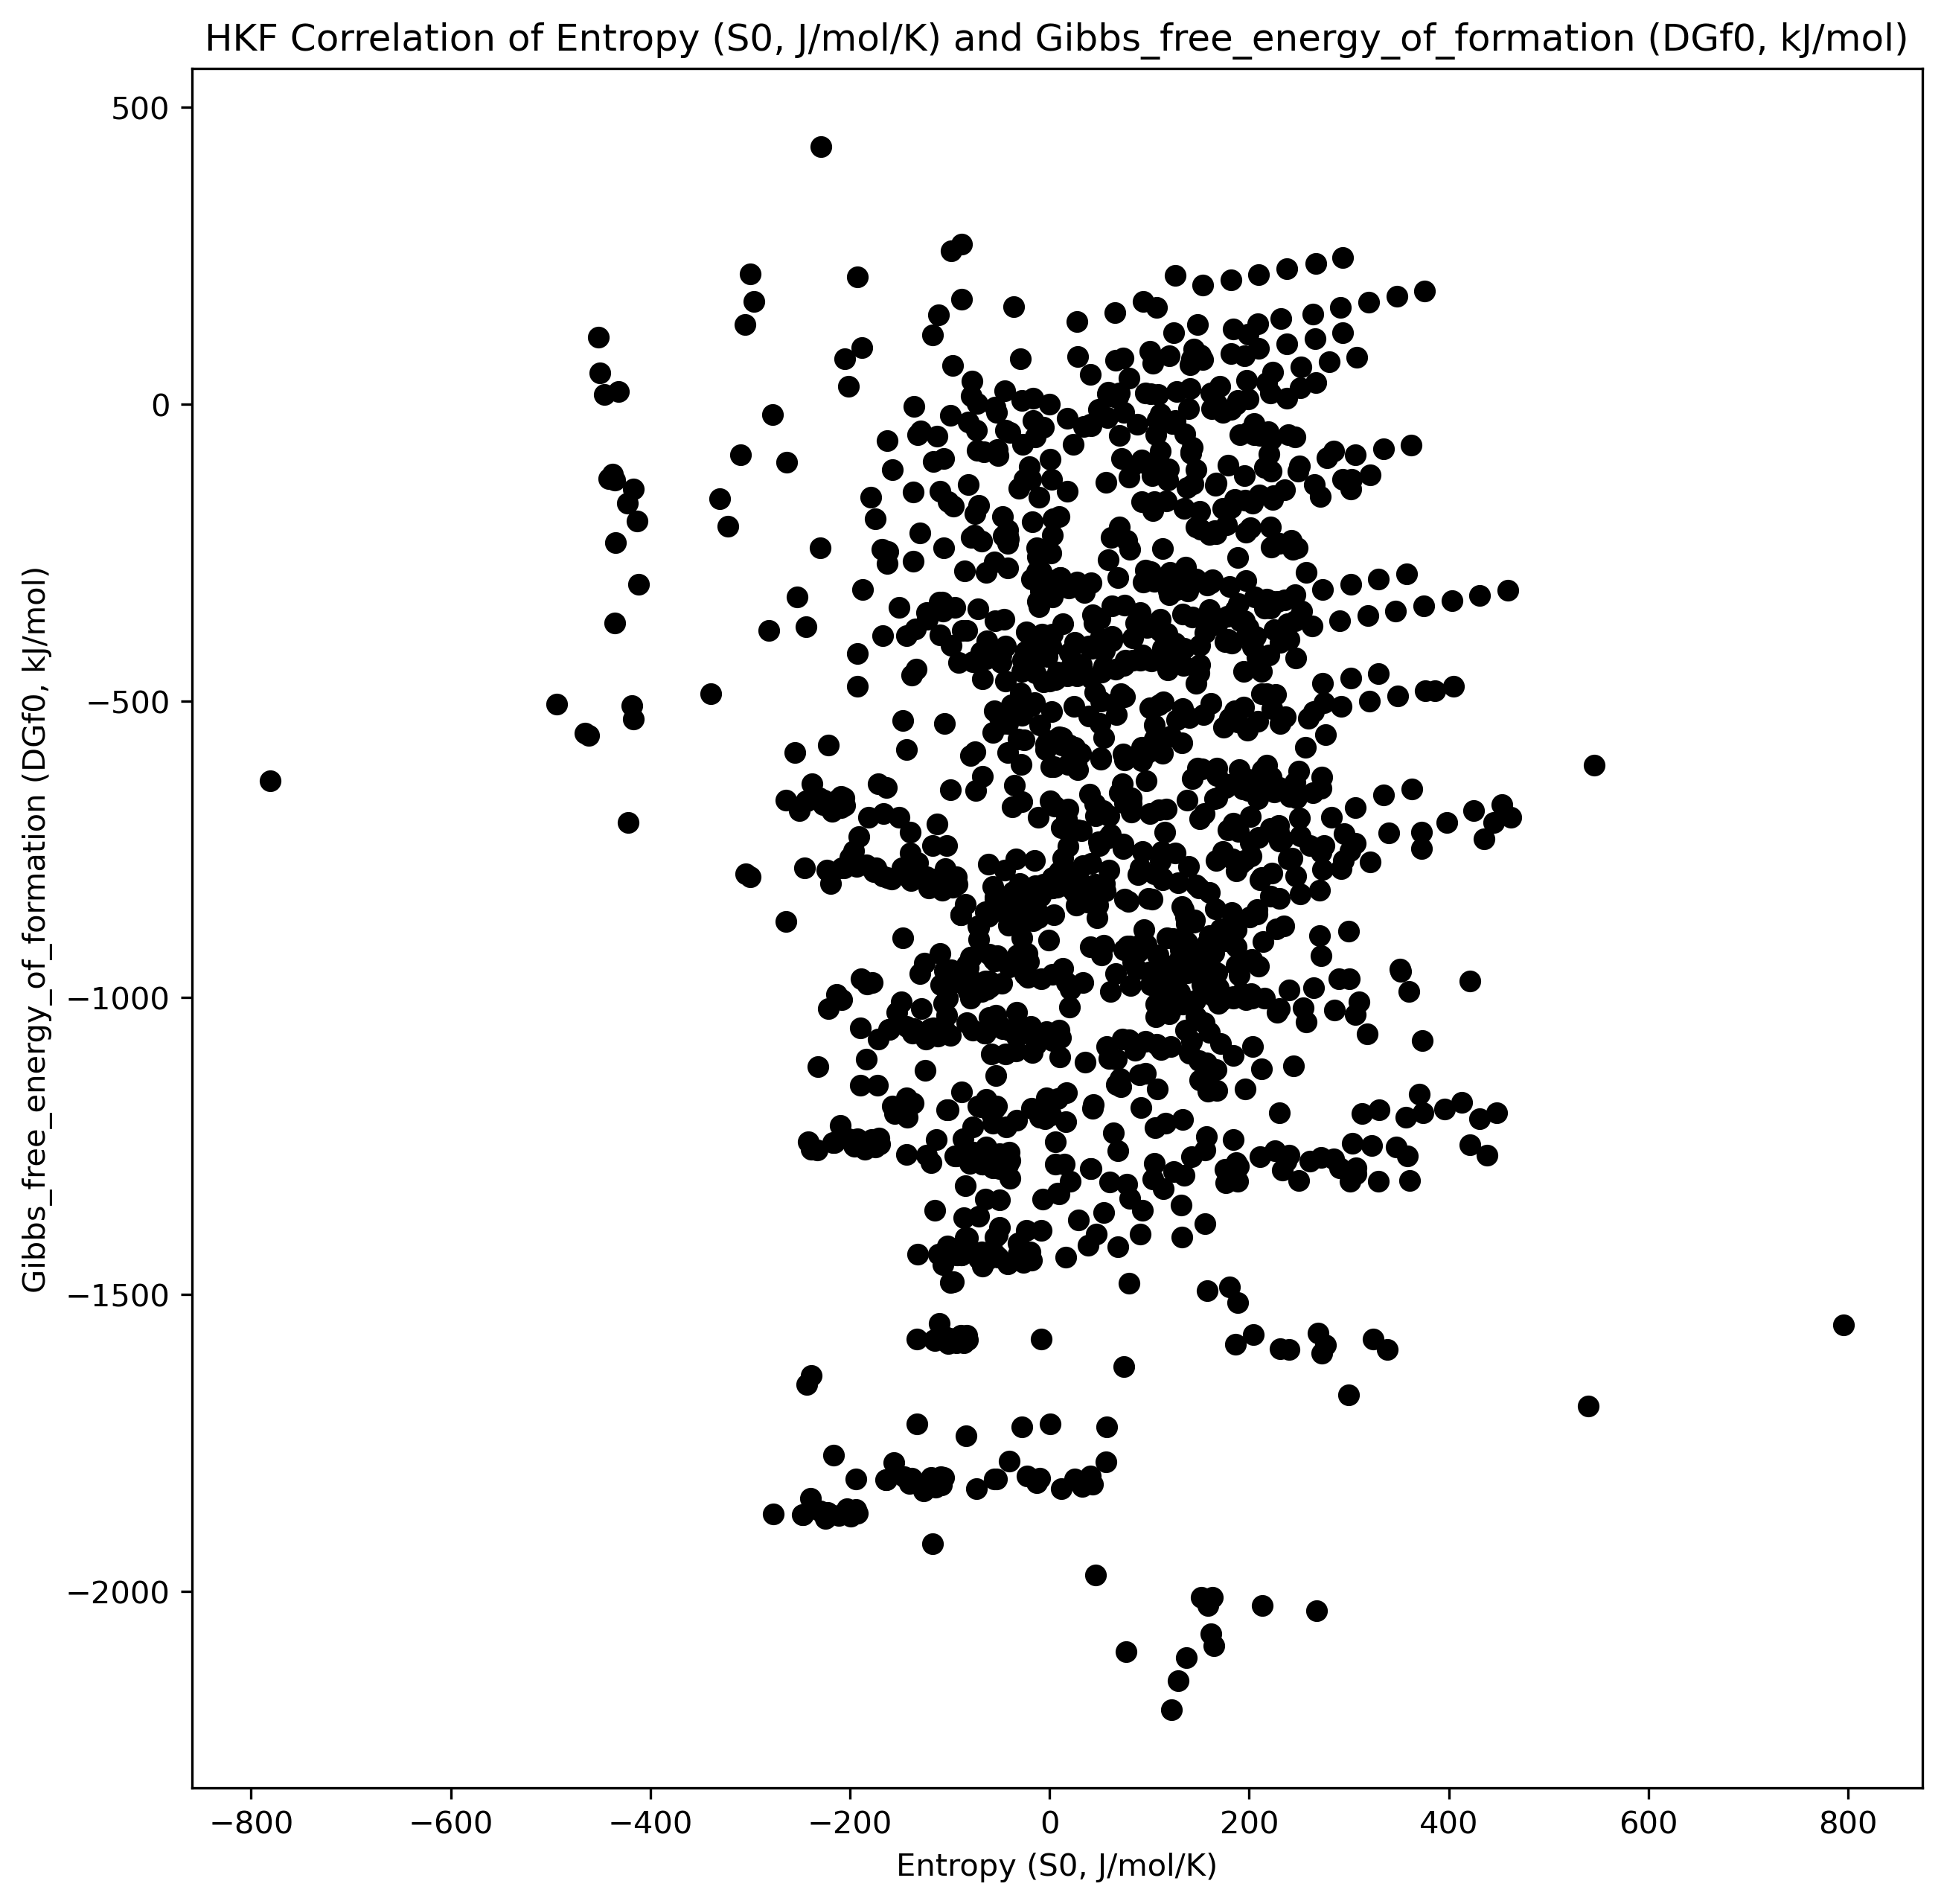 HKF Correlation of Entropy (S0, J/mol/K) and Gibbs_free_energy_of_formation (DGf0, kJ/mol)
Gibbs_free_energy_of_formation (DGf0, kJ/mol)
500
0
−500
−1000
−1500
−2000
−800 −600 −400 −200 0 200 400 600 800
Entropy (S0, J/mol/K)